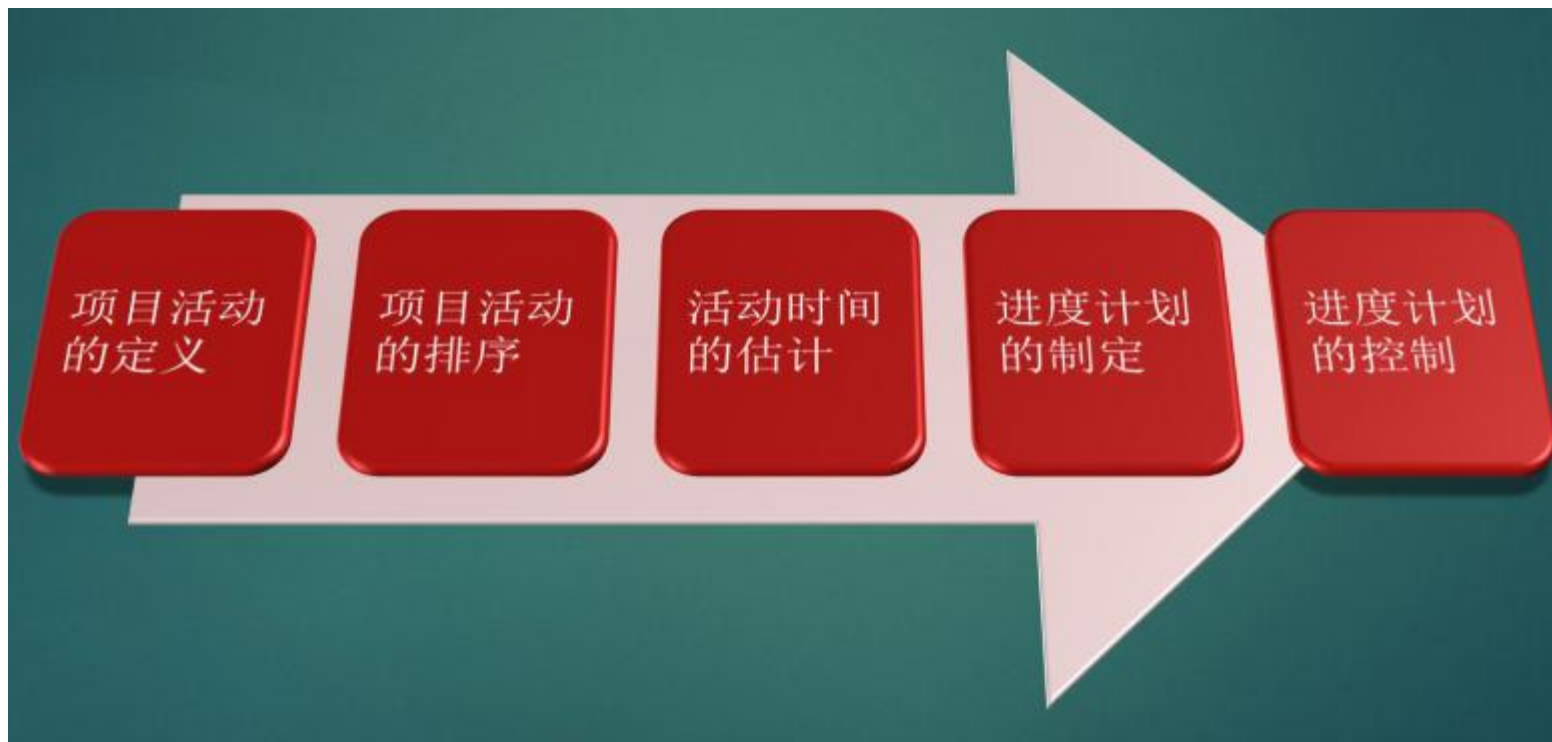 项目活动
的定义
项目活动
的排序
活动时间
的估计
进度计划
的制定
进度计划
的控制